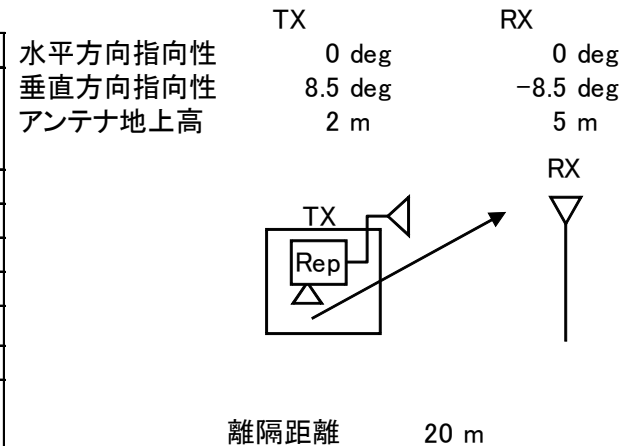 TX RX
水平方向指向性 0 deg 0 deg
垂直方向指向性 8.5 deg -8.5 deg
アンテナ地上高 2 m 5 m
RX
TX
Rep
離隔距離 20 m